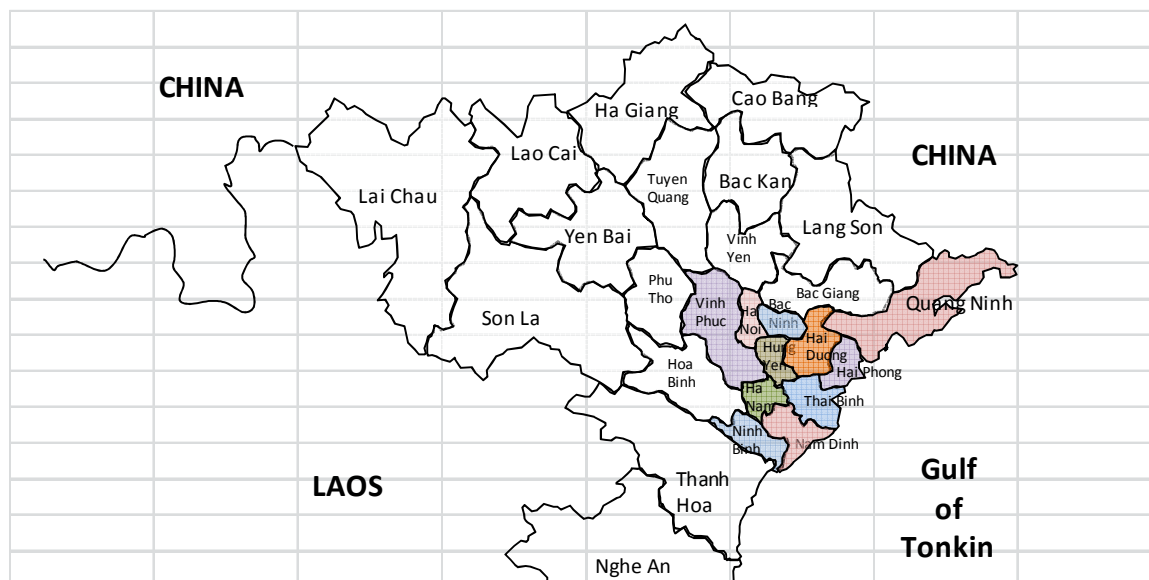 CHINA
Ha Giang
Cao Bang
Lao Cai
CHINA
Tuyen
Quang
Bac Kan
Lai Chau
Lang Son
Yen Bai
Vinh
Yen
Phu
Tho
Bac Giang
Quang Ninh
Vinh
Phuc
Ha
Noi
Bac
Ninh
Son La
Hai
Duong
Hung
Yen
Hoa
Binh
Hai Phong
Ha
Nam
Thai Binh
Ninh
Binh
Nam Dinh
LAOS
Thanh
Hoa
Gulf
of
Tonkin
Nghe An